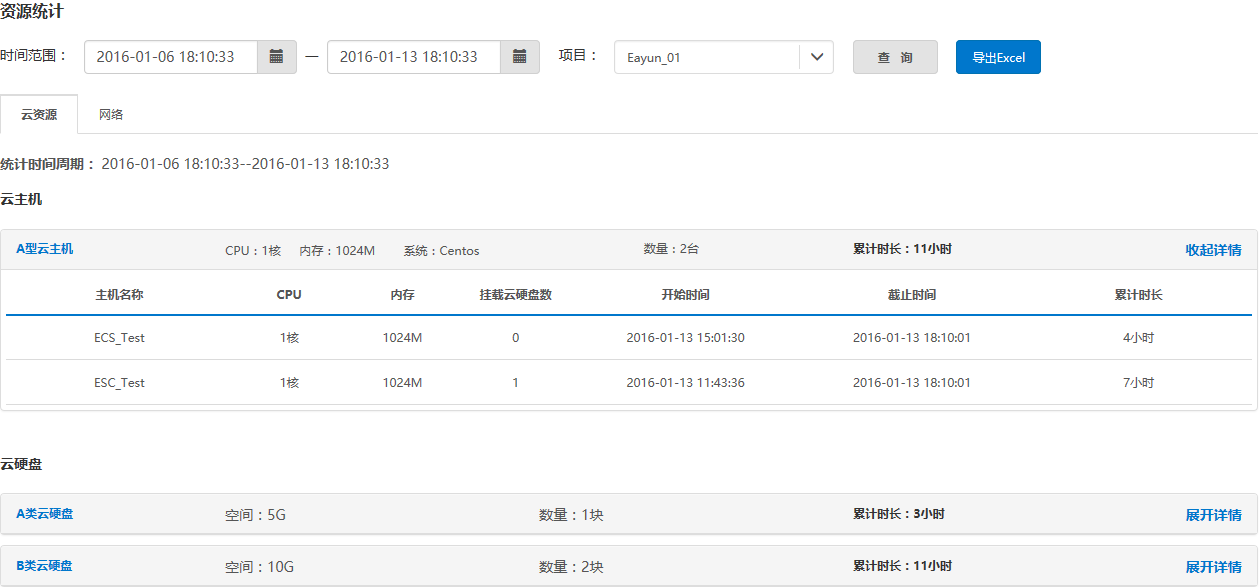 资源统计
时间范围： 2016-01-06 18:10:33 — 2016-01-13 18:10:33 项目： Eayun_01 查 询 导出Excel
云资源 网络
统计时间周期： 2016-01-06 18:10:33--2016-01-13 18:10:33
云主机
A型云主机 CPU：1核 内存：1024M 系统：Centos 数量：2台 累计时长：11小时 收起详情
主机名称 CPU 内存 挂载云硬盘数 开始时间 截止时间 累计时长
ECS_Test 1核 1024M 0 2016-01-13 15:01:30 2016-01-13 18:10:01 4小时
ESC_Test 1核 1024M 1 2016-01-13 11:43:36 2016-01-13 18:10:01 7小时
云硬盘
A类云硬盘 空间：5G 数量：1块 累计时长：3小时 展开详情
B类云硬盘 空间：10G 数量：2块 累计时长：11小时 展开详情